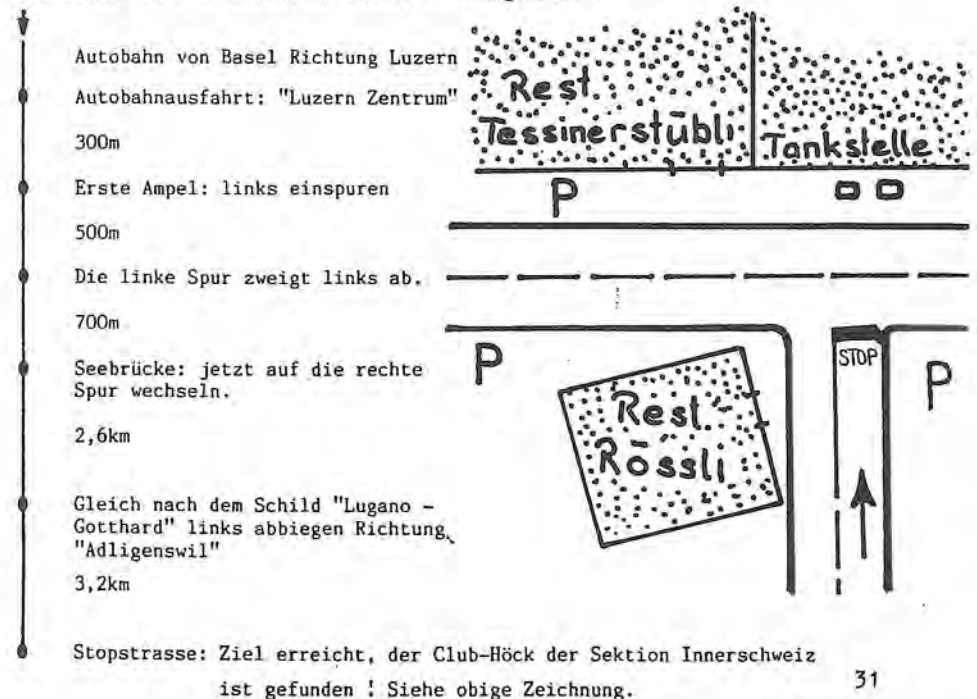 Autobahn von Basel Richtung Luzern
Autobahnausfahrt: "Luzern Zentrum"
300m
Erste Ampel: links einspuren
500m
Die linke Spur zweigt links ab.
700m
Seebrücke: jetzt auf die rechte
Spur wechseln.
2,6km
Gleich nach dem Schild "Lugano -
Gotthard" links abbiegen Richtung
"Adligenswil"
3,2km
Stopstrasse: Ziel erreicht, der Club-Höck der Sektion Innerschweiz
ist gefunden ! Siehe obige Zeichnung.
Rest.
Tessinerstübli
Tankstelle
P
P
Rest.
Rössli
STOP
P
31